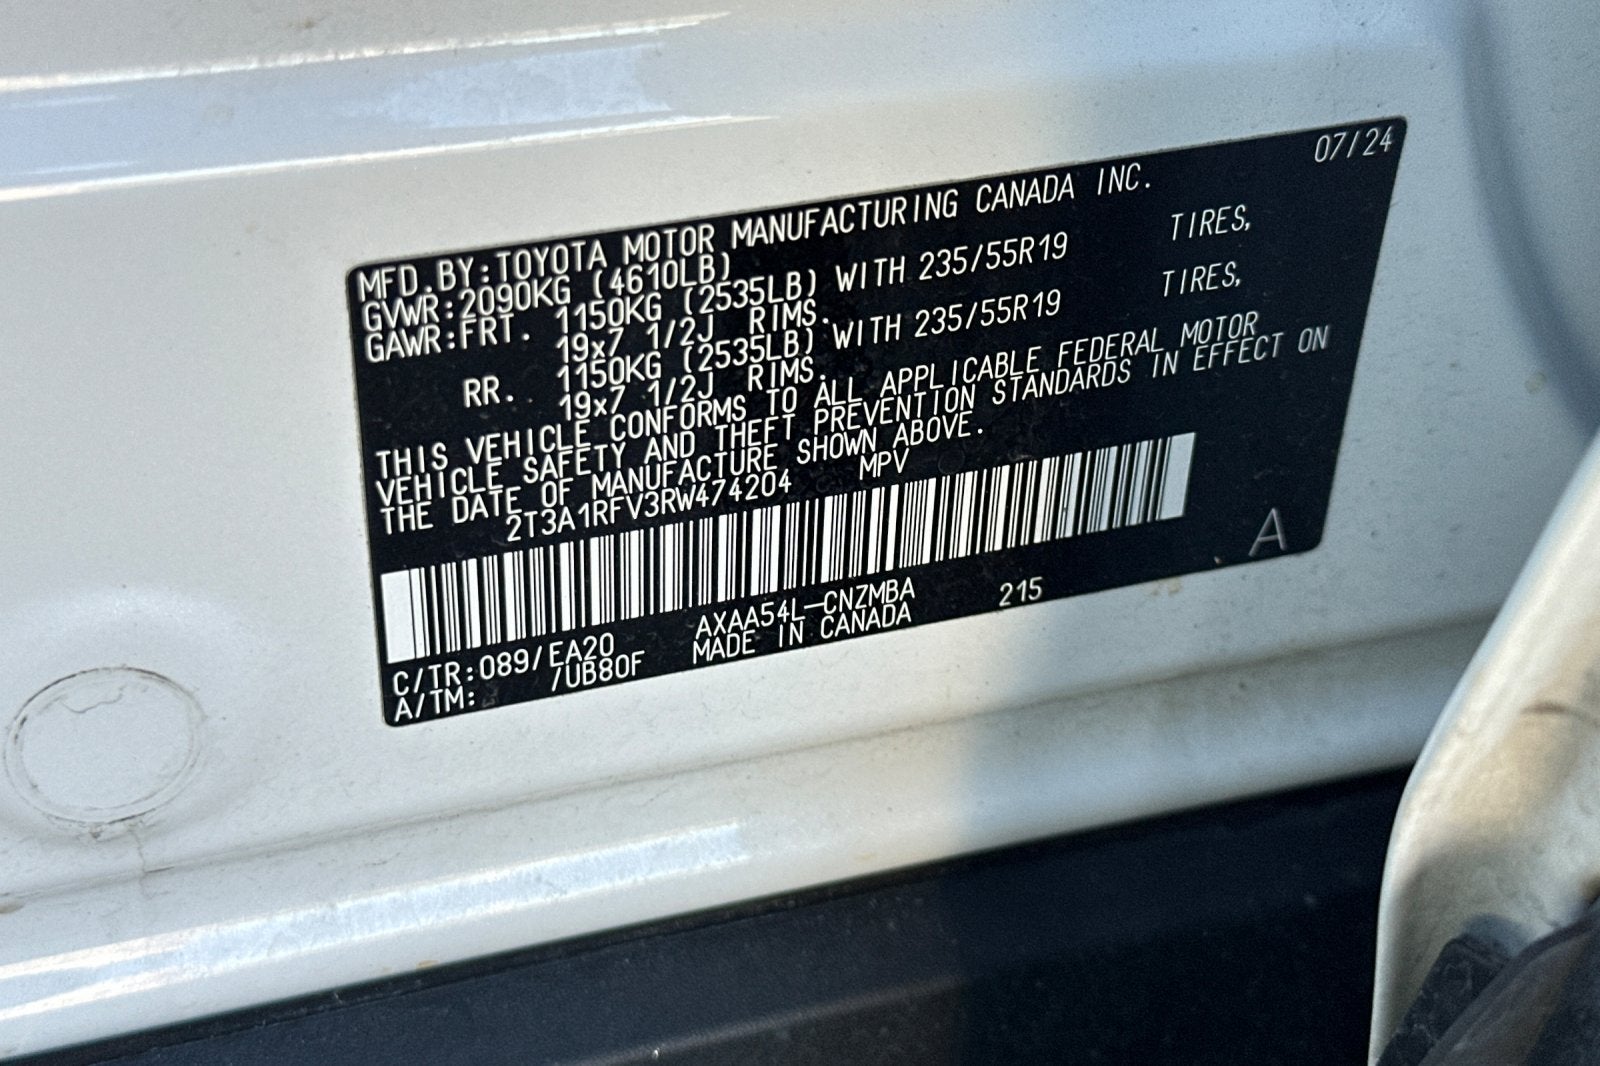 07/24
MFD.BY:TOYOTA MOTOR MANUFACTURING CANADA INC.
GVWR:2090KG (4610LB)
GAWR:FRT. 1150KG (2535LB) WITH 235/55R19 TIRES,
19x7 1/2J RIMS.
RR. 1150KG (2535LB) WITH 235/55R19 TIRES,
19x7 1/2J RIMS.
THIS VEHICLE CONFORMS TO ALL APPLICABLE FEDERAL MOTOR
VEHICLE SAFETY AND THEFT PREVENTION STANDARDS IN EFFECT ON
THE DATE OF MANUFACTURE SHOWN ABOVE.
2T3A1RFV3RW474204 MPV
A
C/TR:089/EA20 AXAA54L-CNZMBA 215
A/TM: /UB80F MADE IN CANADA